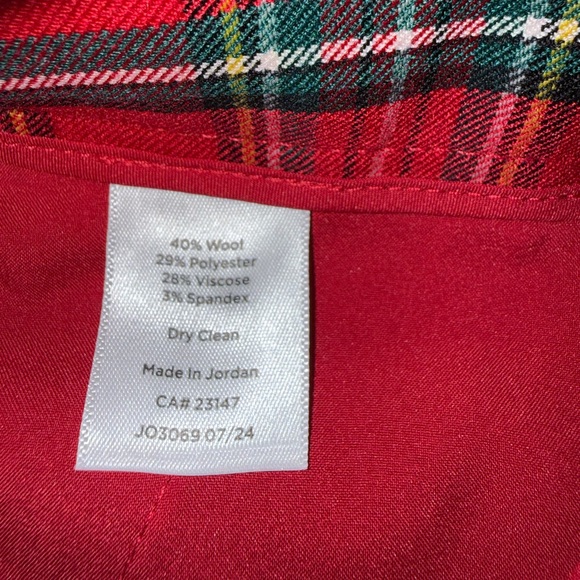 40% Wool
29% Polyester
28% Viscose
3% Spandex
Dry Clean
Made In Jordan
CA# 23147
JO3069 07/24